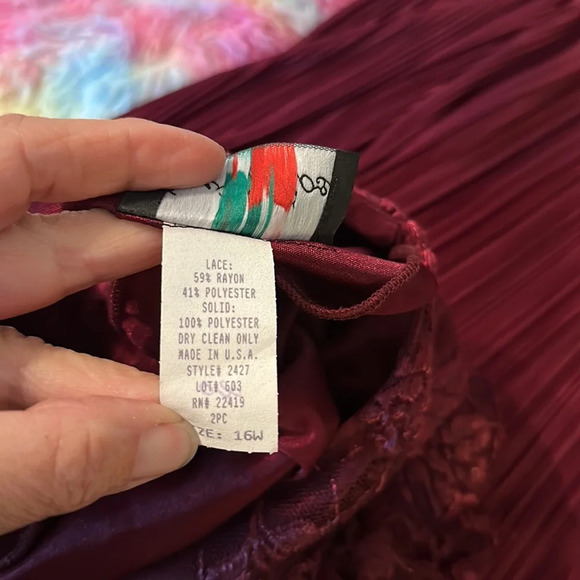 LACE:
59% RAYON
41% POLYESTER
SOLID:
100% POLYESTER
DRY CLEAN ONLY
MADE IN U.S.A.
STYLE# 2427
LOT# 603
RN# 22419
2PC
16W